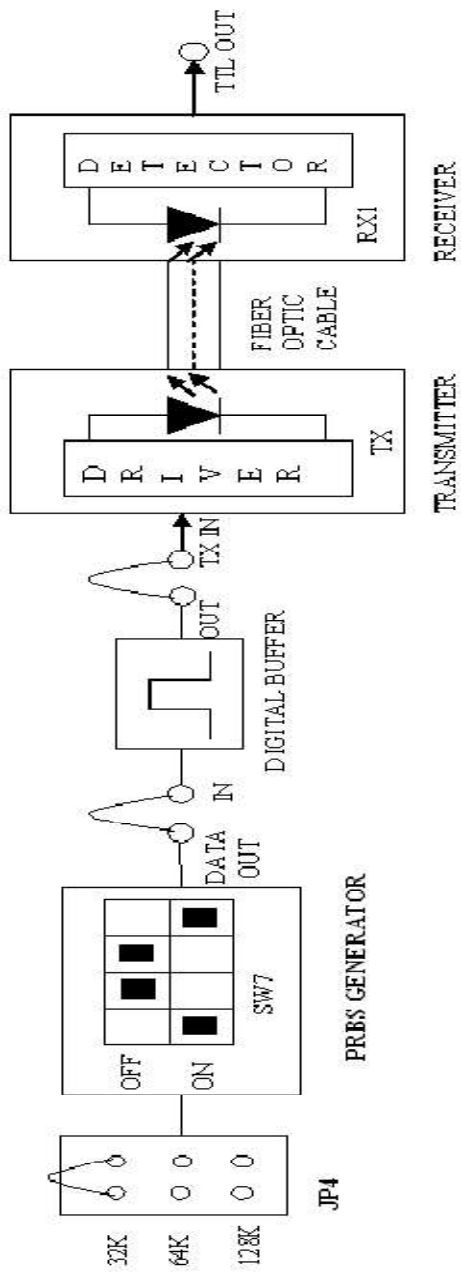 32K
64K
128K
JP4
OFF
ON
SW7
PRBS GENERATOR
DATA
OUT
IN
DIGITAL BUFFER
OUT
TX IN
DRIVER
TX
TRANSMITTER
FIBER
OPTIC
CABLE
DETECTOR
RX1
RECEIVER
TTL OUT